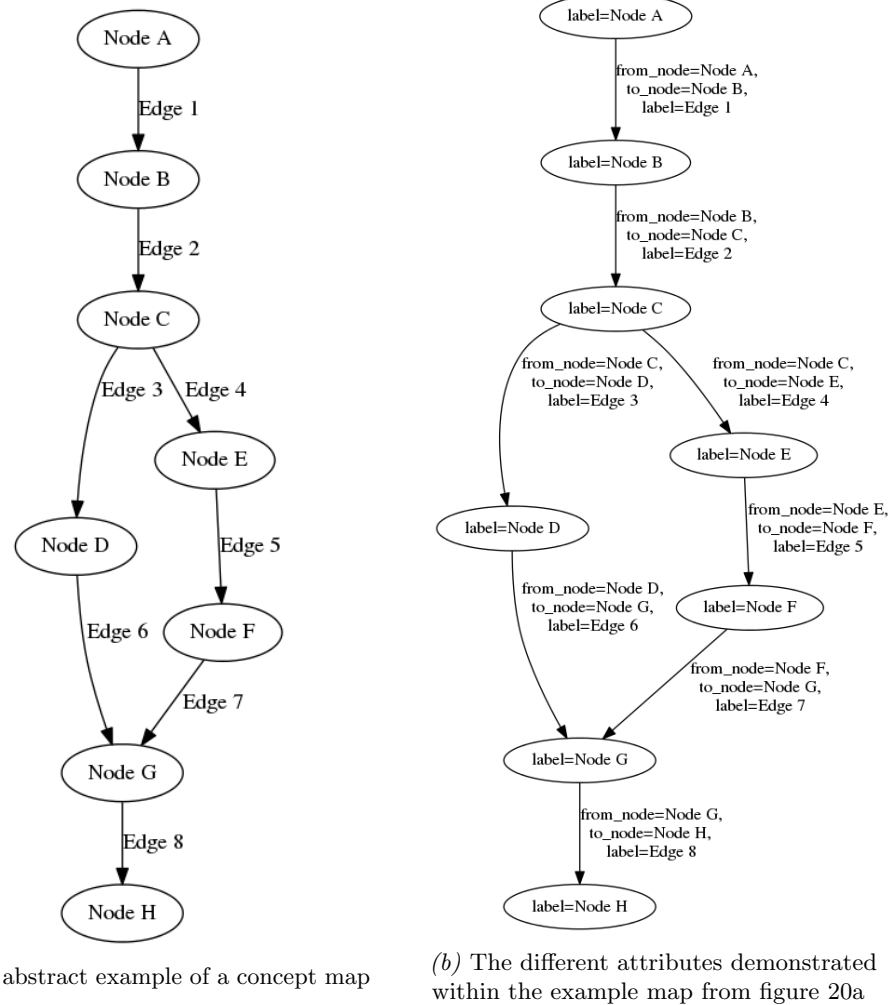 Node A
Edge 1
Node B
Edge 2
Node C
Edge 3
Edge 4
Node E
Node D
Edge 5
Edge 6
Node F
Edge 7
Node G
Edge 8
Node H
abstract example of a concept map
label=Node A
from_node=Node A,
to_node=Node B,
label=Edge 1
label=Node B
from_node=Node B,
to_node=Node C,
label=Edge 2
label=Node C
from_node=Node C,
to_node=Node D,
label=Edge 3
from_node=Node C,
to_node=Node E,
label=Edge 4
label=Node E
label=Node D
from_node=Node E,
to_node=Node F,
label=Edge 5
from_node=Node D,
to_node=Node G,
label=Edge 6
label=Node F
from_node=Node F,
to_node=Node G,
label=Edge 7
label=Node G
from_node=Node G,
to_node=Node H,
label=Edge 8
label=Node H
(b) The different attributes demonstrated
within the example map from figure 20a